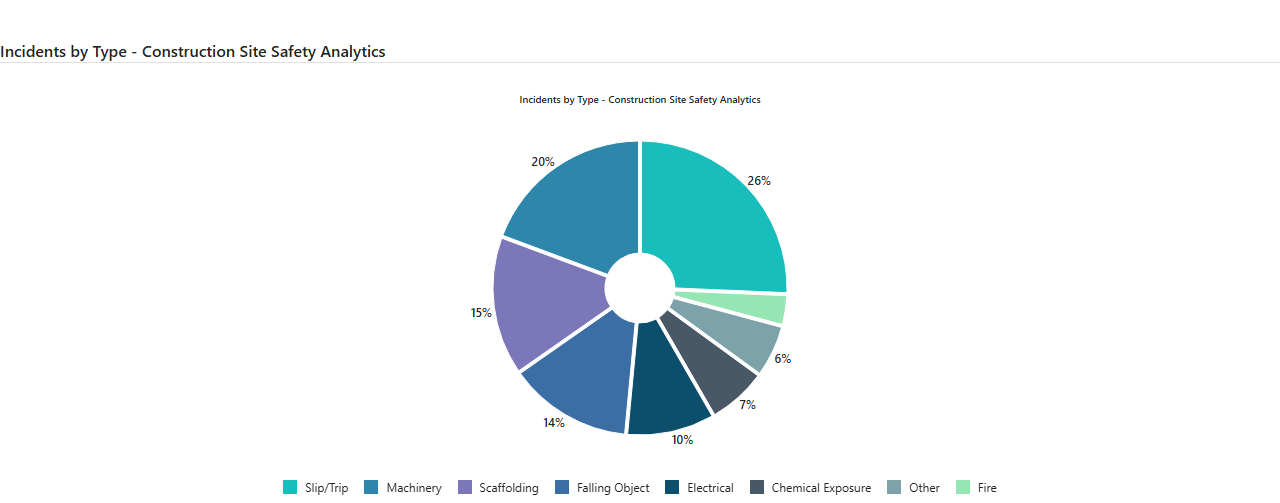 Incidents by Type - Construction Site Safety Analytics
Incidents by Type - Construction Site Safety Analytics
20%
26%
15%
6%
7%
14%
10%
Slip/Trip Machinery Scaffolding Falling Object Electrical Chemical Exposure Other Fire